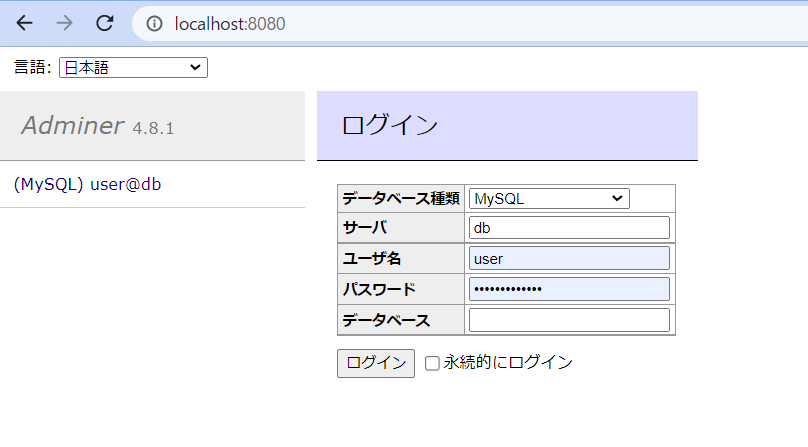 localhost:8080
言語: 日本語
Adminer 4.8.1
(MySQL) user@db
ログイン
データベース種類 MySQL
サーバ db
ユーザ名 user
パスワード •••••••••••••
データベース
ログイン 永続的にログイン